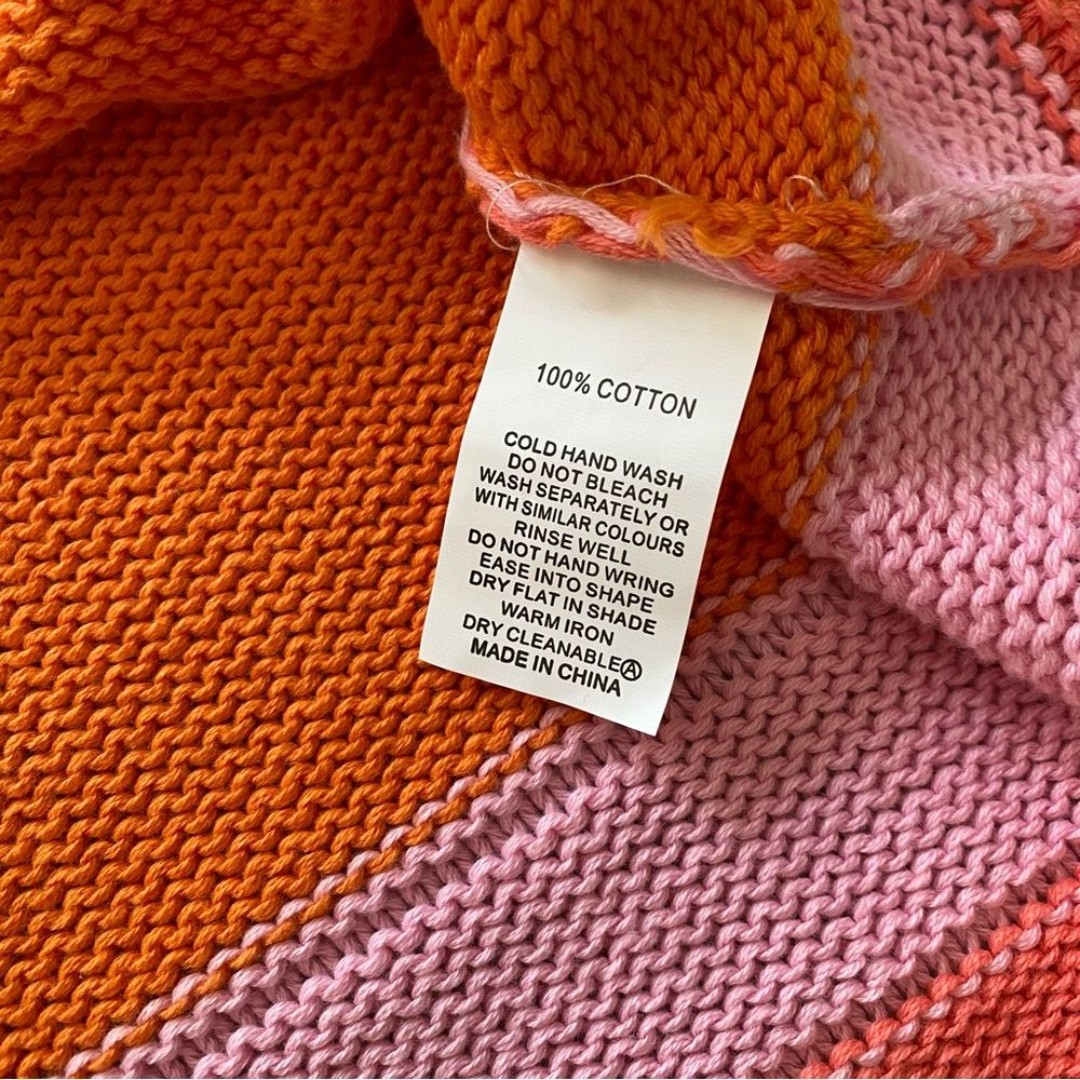 100% COTTON
COLD HAND WASH
DO NOT BLEACH
WASH SEPARATELY OR
WITH SIMILAR COLOURS
RINSE WELL
DO NOT HAND WRING
EASE INTO SHAPE
DRY FLAT IN SHADE
WARM IRON
DRY CLEANABLEⒶ
MADE IN CHINA